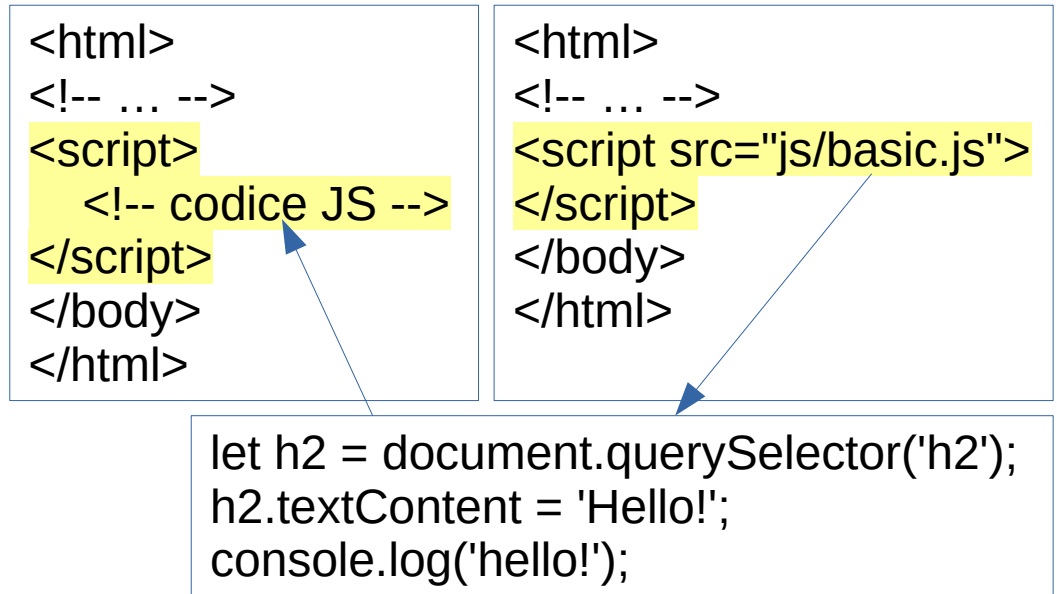 <html>
<!-- … -->
<script>
<!-- codice JS -->
</script>
</body>
</html>
<html>
<!-- … -->
<script src="js/basic.js">
</script>
</body>
</html>
let h2 = document.querySelector('h2');
h2.textContent = 'Hello!';
console.log('hello!');